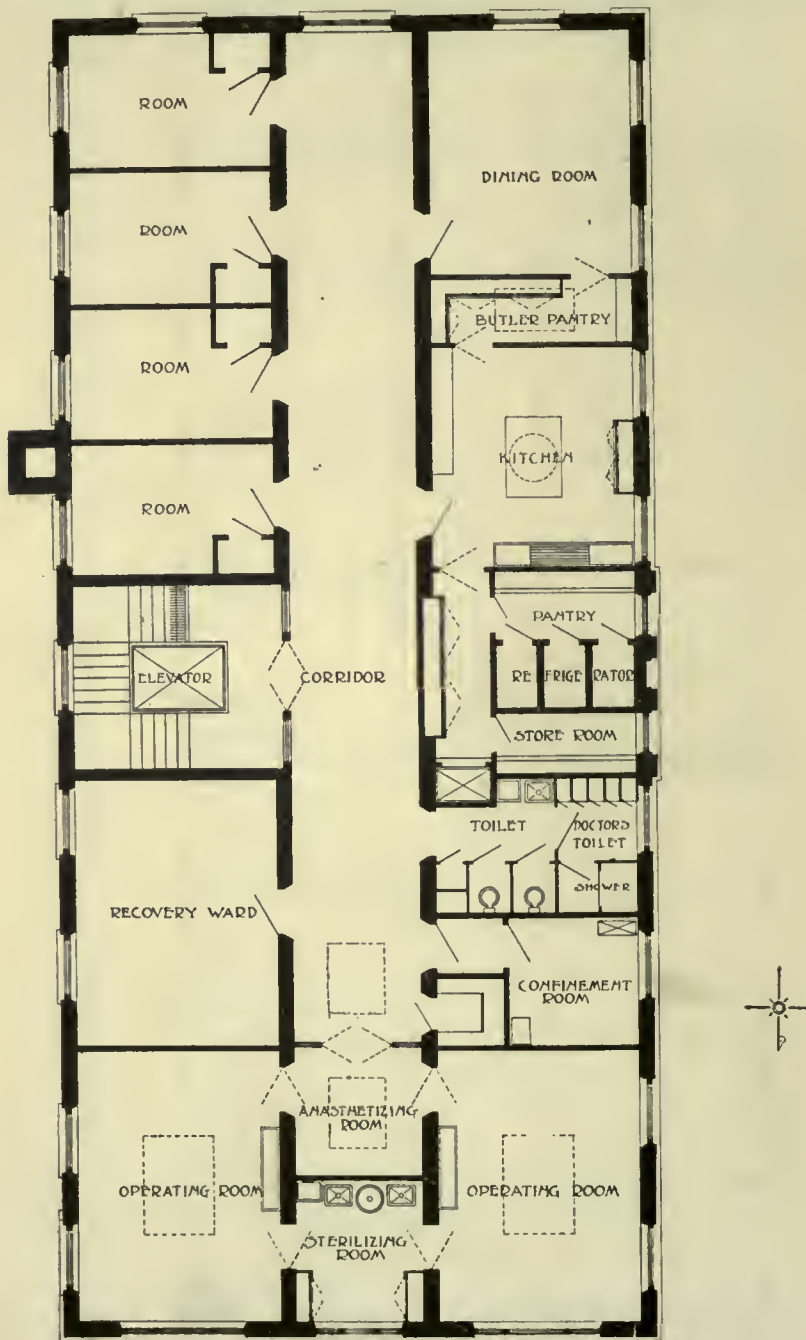 ROOM
DINING ROOM
ROOM
BUTLER PANTRY
ROOM
KITCHEN
ROOM
PANTRY
ELEVATOR
CORRIDOR
RE FRIGE RATOR
STORE ROOM
TOILET
DOCTORS
TOILET
SHOWER
RECOVERY WARD
CONFINEMENT
ROOM
ANASTHETIZING
ROOM
OPERATING ROOM
OPERATING ROOM
STERILIZING
ROOM